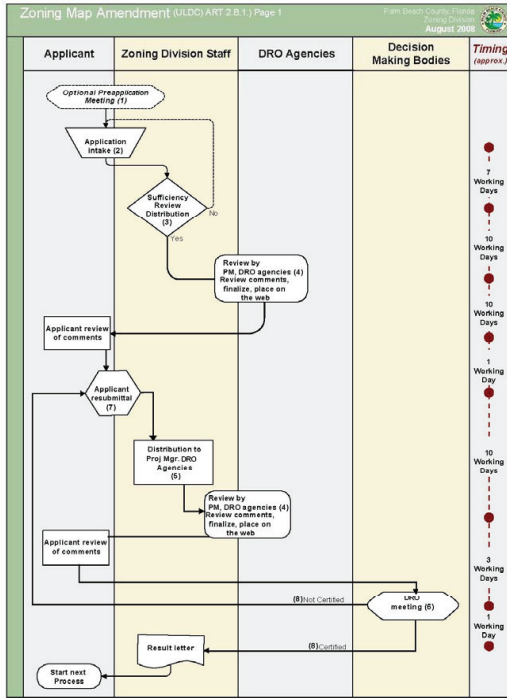 Zoning Map Amendment (ULDC) ART 2.B.1.) Page 1
Palm Beach County, Florida
Zoning Division
August 2008
Applicant
Zoning Division Staff
DRO Agencies
Decision
Making Bodies
Timing
(approx.)
Optional Preapplication
Meeting (1)
Application
intake (2)
Sufficiency
Review
Distribution
(3)
No
Yes
7
Working
Days
Review by
PM, DRO agencies (4)
Review comments,
finalize, place on
the web
10
Working
Days
Applicant review
of comments
10
Working
Days
Applicant
resubmittal
(7)
1
Working
Day
Distribution to
Proj Mgr. DRO
Agencies
(5)
10
Working
Days
Review by
PM, DRO agencies (4)
Review comments,
finalize, place on
the web
Applicant review
of comments
3
Working
Days
(8)Not Certified
DRO
meeting (6)
1
Working
Day
Result letter
(8)Certified
Start next
Process